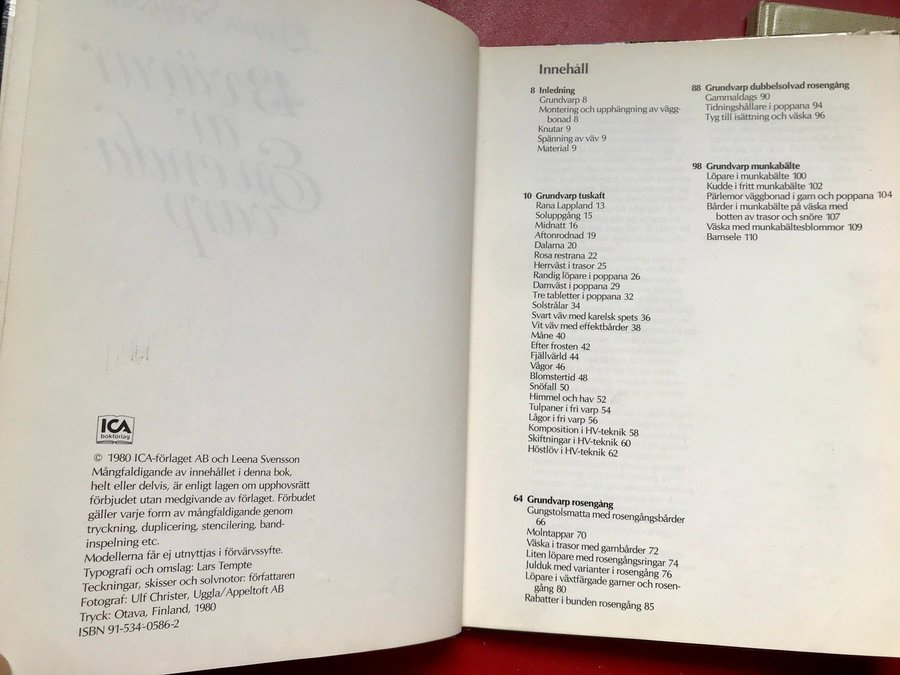 ICA
bokförlag
© 1980 ICA-förlaget AB och Leena Svensson
Mångfaldigande av innehållet i denna bok,
helt eller delvis, är enligt lagen om upphovsrätt
förbjudet utan medgivande av förlaget. Förbudet
gäller varje form av mångfaldigande genom
tryckning, duplicering, stencilering, band-
inspelning etc.
Modellerna får ej utnyttjas i förvärvssyfte.
Typografi och omslag: Lars Tempte
Teckningar, skisser och solvnotor: författaren
Fotograf: Ulf Christer, Uggla/Appeltoft AB
Tryck: Otava, Finland, 1980
ISBN 91-534-0586-2
Innehåll
8 Inledning
Grundvarp 8
Montering och upphängning av vägg-
bonad 8
Knutar 9
Spänning av väv 9
Material 9
10 Grundvarp tuskaft
Rana Lappland 13
Soluppgång 15
Midnatt 16
Aftonrodnad 19
Dalarna 20
Rosa restrana 22
Herrväst i trasor 25
Randig löpare i poppana 26
Damväst i poppana 29
Tre tabletter i poppana 32
Solstrålar 34
Svart väv med karelsk spets 36
Vit väv med effektbårder 38
Måne 40
Efter frosten 42
Fjällvärld 44
Vågor 46
Blomstertid 48
Snöfall 50
Himmel och hav 52
Tulpaner i fri varp 54
Lågor i fri varp 56
Komposition i HV-teknik 58
Skiftningar i HV-teknik 60
Höstlöv i HV-teknik 62
64 Grundvarp rosengång
Gungstolsmatta med rosengångsbårder
66
Molntappar 70
Väska i trasor med garnbårder 72
Liten löpare med rosengångsringar 74
Julduk med varianter i rosengång 76
Löpare i växtfärgade garner och rosen-
gång 80
Rabatter i bunden rosengång 85
88 Grundvarp dubbelsolvad rosengång
Gammaldags 90
Tidningshållare i poppana 94
Tyg till isättning och väska 96
98 Grundvarp munkabälte
Löpare i munkabälte 100
Kudde i fritt munkabälte 102
Pärlemor väggbonad i garn och poppana 104
Bårder i munkabälte på väska med
botten av trasor och snöre 107
Väska med munkabältesblommor 109
Barnsele 110